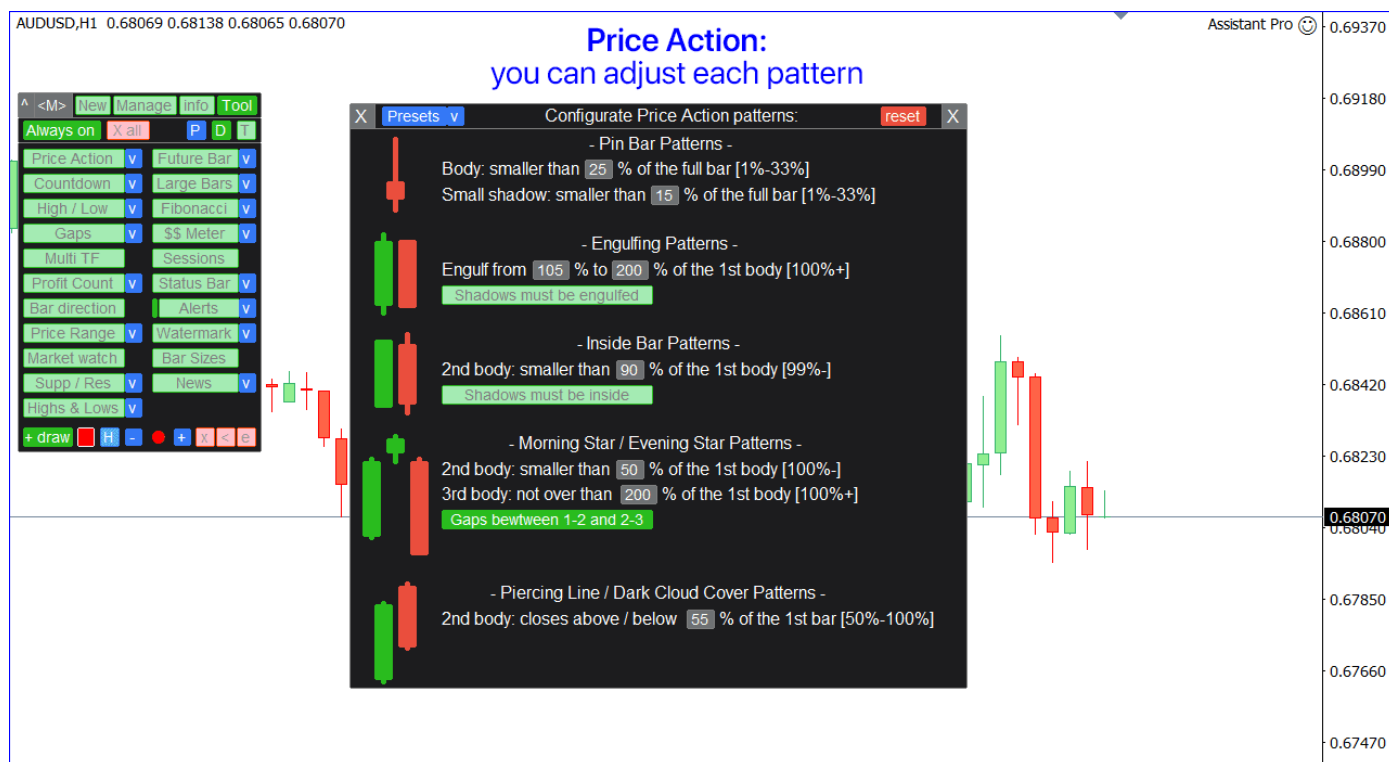 AUDUSD,H1 0.68069 0.68138 0.68065 0.68070
Assistant Pro
Price Action:
you can adjust each pattern
^ <M> New Manage info Tool
Always on X all P D T
Price Action v Future Bar v
Countdown v Large Bars v
High / Low v Fibonacci v
Gaps v $$ Meter v
Multi TF Sessions
Profit Count v Status Bar v
Bar direction Alerts v
Price Range v Watermark v
Market watch Bar Sizes
Supp / Res v News v
Highs & Lows v
+ draw H - + x < e
X Presets v Configurate Price Action patterns: reset X
- Pin Bar Patterns -
Body: smaller than 25 % of the full bar [1%-33%]
Small shadow: smaller than 15 % of the full bar [1%-33%]
- Engulfing Patterns -
Engulf from 105 % to 200 % of the 1st body [100%+]
Shadows must be engulfed
- Inside Bar Patterns -
2nd body: smaller than 90 % of the 1st body [99%-]
Shadows must be inside
- Morning Star / Evening Star Patterns -
2nd body: smaller than 50 % of the 1st body [100%-]
3rd body: not over than 200 % of the 1st body [100%+]
Gaps bewtween 1-2 and 2-3
- Piercing Line / Dark Cloud Cover Patterns -
2nd body: closes above / below 55 % of the 1st bar [50%-100%]
0.69370
0.69180
0.68990
0.68800
0.68610
0.68420
0.68230
0.68070
0.68040
0.67850
0.67660
0.67470